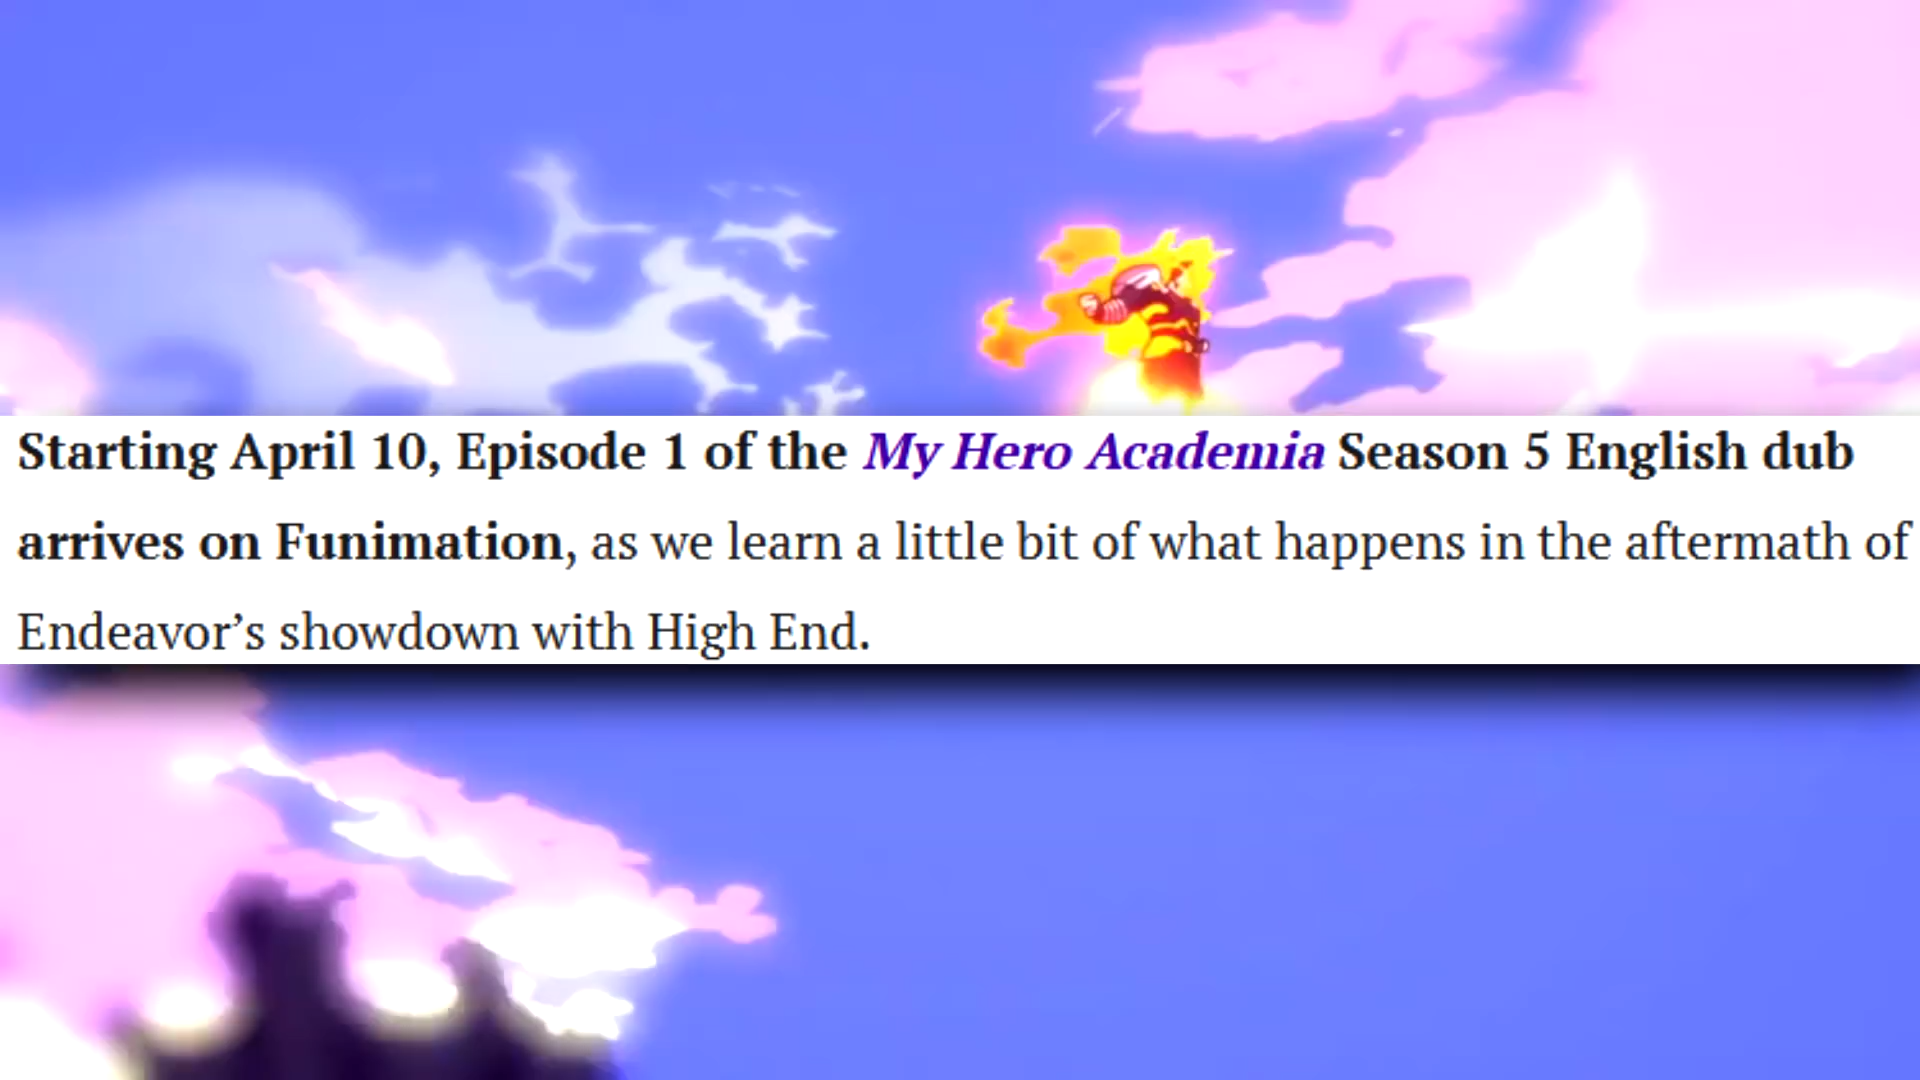 Starting April 10, Episode 1 of the My Hero Academia Season 5 English dub
arrives on Funimation, as we learn a little bit of what happens in the aftermath of
Endeavor’s showdown with High End.